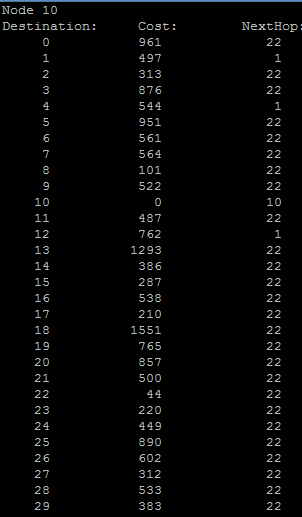 Node 10
Destination: Cost: NextHop:
0 961 22
1 497 1
2 313 22
3 876 22
4 544 1
5 951 22
6 561 22
7 564 22
8 101 22
9 522 22
10 0 10
11 487 22
12 762 1
13 1293 22
14 386 22
15 287 22
16 538 22
17 210 22
18 1551 22
19 765 22
20 857 22
21 500 22
22 44 22
23 220 22
24 449 22
25 890 22
26 602 22
27 312 22
28 533 22
29 383 22